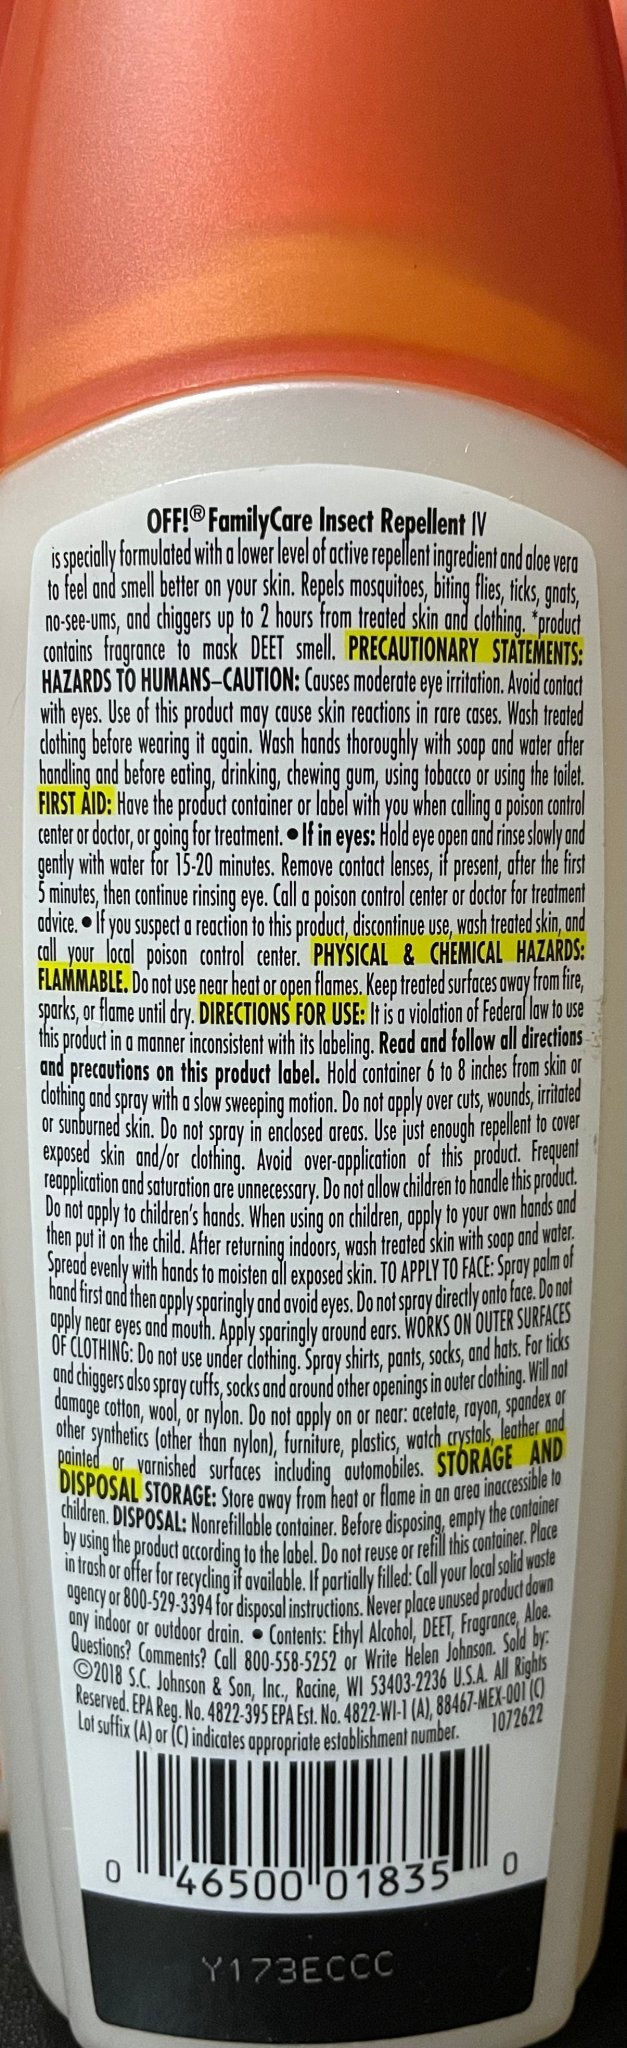 OFF!® FamilyCare Insect Repellent IV
is specially formulated with a lower level of active repellent ingredient and aloe vera
to feel and smell better on your skin. Repels mosquitoes, biting flies, ticks, gnats,
no-see-ums, and chiggers up to 2 hours from treated skin and clothing. *product
contains fragrance to mask DEET smell. PRECAUTIONARY STATEMENTS:
HAZARDS TO HUMANS–CAUTION: Causes moderate eye irritation. Avoid contact
with eyes. Use of this product may cause skin reactions in rare cases. Wash treated
clothing before wearing it again. Wash hands thoroughly with soap and water after
handling and before eating, drinking, chewing gum, using tobacco or using the toilet.
FIRST AID: Have the product container or label with you when calling a poison control
center or doctor, or going for treatment. • If in eyes: Hold eye open and rinse slowly and
gently with water for 15-20 minutes. Remove contact lenses, if present, after the first
5 minutes, then continue rinsing eye. Call a poison control center or doctor for treatment
advice. • If you suspect a reaction to this product, discontinue use, wash treated skin, and
call your local poison control center. PHYSICAL & CHEMICAL HAZARDS:
FLAMMABLE. Do not use near heat or open flames. Keep treated surfaces away from fire,
sparks, or flame until dry. DIRECTIONS FOR USE: It is a violation of Federal law to use
this product in a manner inconsistent with its labeling. Read and follow all directions
and precautions on this product label. Hold container 6 to 8 inches from skin or
clothing and spray with a slow sweeping motion. Do not apply over cuts, wounds, irritated
or sunburned skin. Do not spray in enclosed areas. Use just enough repellent to cover
exposed skin and/or clothing. Avoid over-application of this product. Frequent
reapplication and saturation are unnecessary. Do not allow children to handle this product.
Do not apply to children's hands. When using on children, apply to your own hands and
then put it on the child. After returning indoors, wash treated skin with soap and water.
Spread evenly with hands to moisten all exposed skin. TO APPLY TO FACE: Spray palm of
hand first and then apply sparingly and avoid eyes. Do not spray directly onto face. Do not
apply near eyes and mouth. Apply sparingly around ears. WORKS ON OUTER SURFACES
OF CLOTHING: Do not use under clothing. Spray shirts, pants, socks, and hats. For ticks
and chiggers also spray cuffs, socks and around other openings in outer clothing. Will not
damage cotton, wool, or nylon. Do not apply on or near: acetate, rayon, spandex or
other synthetics (other than nylon), furniture, plastics, watch crystals, leather and
painted or varnished surfaces including automobiles. STORAGE AND
DISPOSAL STORAGE: Store away from heat or flame in an area inaccessible to
children. DISPOSAL: Nonrefillable container. Before disposing, empty the container
by using the product according to the label. Do not reuse or refill this container. Place
in trash or offer for recycling if available. If partially filled: Call your local solid waste
agency or 800-529-3394 for disposal instructions. Never place unused product down
any indoor or outdoor drain. • Contents: Ethyl Alcohol, DEET, Fragrance, Aloe.
Questions? Comments? Call 800-558-5252 or Write Helen Johnson. Sold by:
©2018 S.C. Johnson & Son, Inc., Racine, WI 53403-2236 U.S.A. All Rights
Reserved. EPA Reg. No. 4822-395 EPA Est. No. 4822-WI-1 (A), 88467-MEX-001 (C)
Lot suffix (A) or (C) indicates appropriate establishment number. 1072622
0 46500 01835 0
Y173ECCC